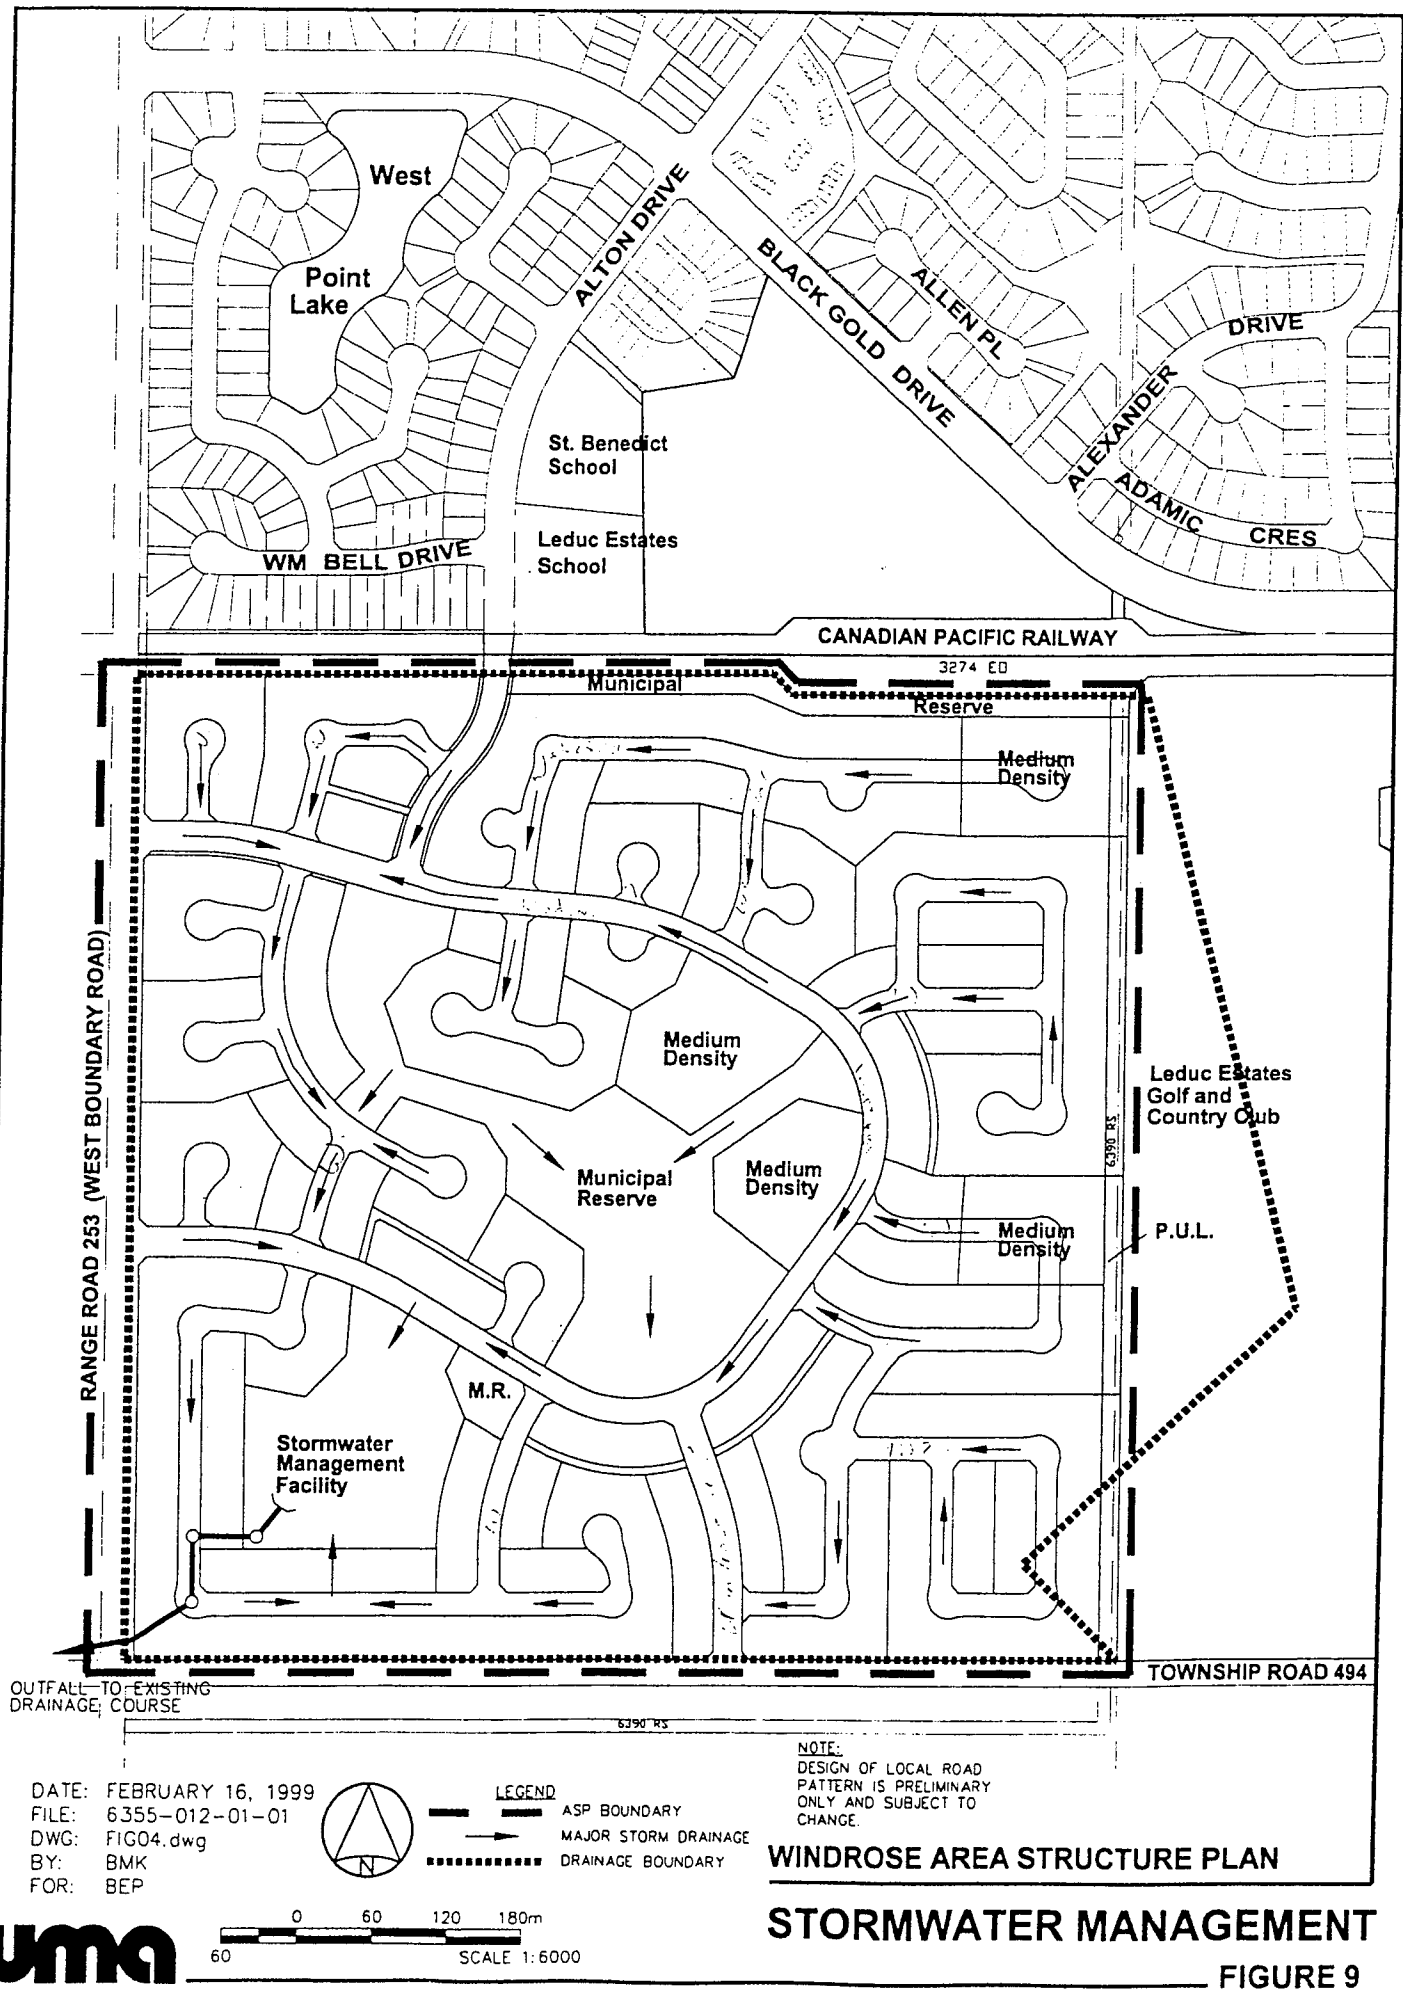 West
Point
Lake
ALTON DRIVE
BLACK GOLD DRIVE
ALLEN PL
DRIVE
ALEXANDER
ADAMIC CRES
St. Benedict
School
Leduc Estates
School
WM BELL DRIVE
CANADIAN PACIFIC RAILWAY
3274 EO
Municipal
Reserve
Medium
Density
RANGE ROAD 253 (WEST BOUNDARY ROAD)
Medium
Density
Leduc Estates
Golf and
Country Club
6390 RS
Municipal
Reserve
Medium
Density
Medium
Density
P.U.L.
M.R.
Stormwater
Management
Facility
OUTFALL TO EXISTING
DRAINAGE COURSE
TOWNSHIP ROAD 494
6390 RS
NOTE:
DESIGN OF LOCAL ROAD
PATTERN IS PRELIMINARY
ONLY AND SUBJECT TO
CHANGE.
DATE: FEBRUARY 16, 1999
FILE: 6355-012-01-01
DWG: FIG04.dwg
BY: BMK
FOR: BEP
N
LEGEND
ASP BOUNDARY
MAJOR STORM DRAINAGE
DRAINAGE BOUNDARY
WINDROSE AREA STRUCTURE PLAN
uma
0 60 120 180m
60
SCALE 1:6000
STORMWATER MANAGEMENT
FIGURE 9